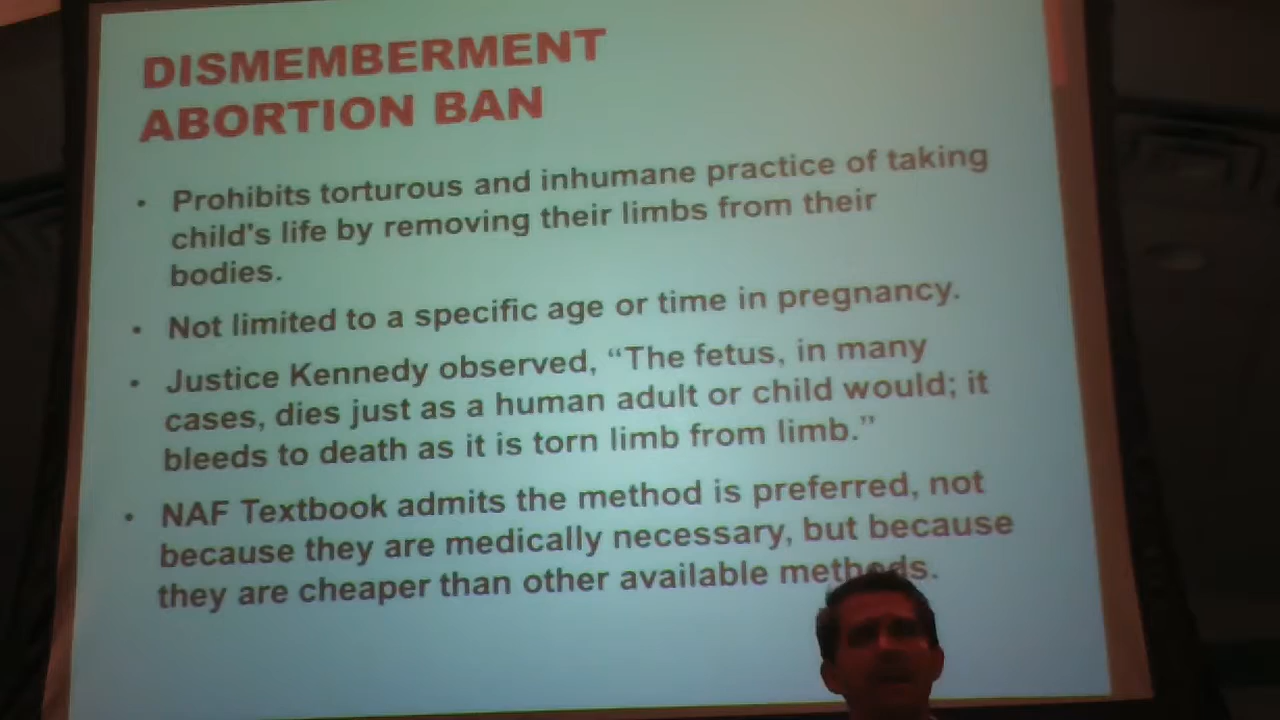 DISMEMBERMENT
ABORTION BAN
• Prohibits torturous and inhumane practice of taking
child's life by removing their limbs from their
bodies.
• Not limited to a specific age or time in pregnancy.
• Justice Kennedy observed, “The fetus, in many
cases, dies just as a human adult or child would; it
bleeds to death as it is torn limb from limb.”
• NAF Textbook admits the method is preferred, not
because they are medically necessary, but because
they are cheaper than other available methods.